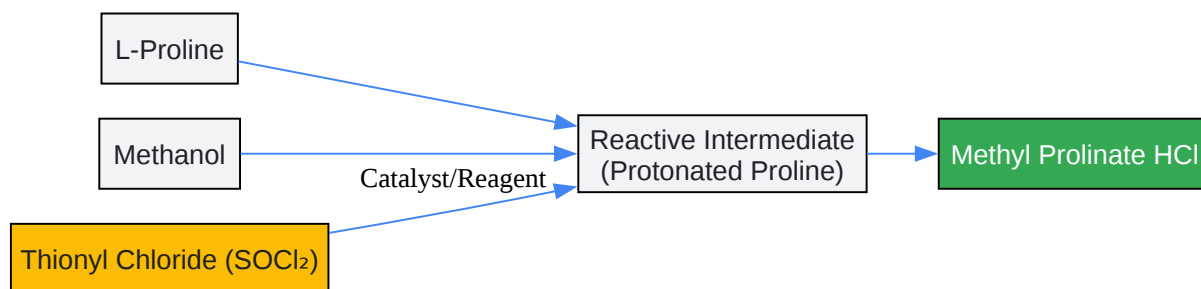 L-Proline
Methanol
Catalyst/Reagent
Thionyl Chloride (SOCl₂)
Reactive Intermediate
(Protonated Proline)
Methyl Prolinate HCl